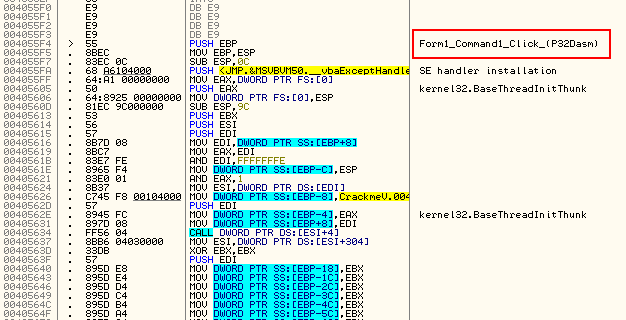 004055F0 E9 DB E9
004055F1 E9 DB E9
004055F2 E9 DB E9
004055F3 E9 DB E9
004055F4 > 55 PUSH EBP Form1_Command1_Click_(P32Dasm)
004055F5 . 8BEC MOV EBP,ESP
004055F7 . 83EC 0C SUB ESP,0C
004055FA . 68 A6104000 PUSH <JMP.&MSVBVM50.__vbaExceptHandle SE handler installation
004055FF . 64:A1 00000000 MOV EAX,DWORD PTR FS:[0]
00405605 . 50 PUSH EAX kernel32.BaseThreadInitThunk
00405606 . 64:8925 00000000 MOV DWORD PTR FS:[0],ESP
0040560D . 81EC 9C000000 SUB ESP,9C
00405613 . 53 PUSH EBX
00405614 . 56 PUSH ESI
00405615 . 57 PUSH EDI
00405616 . 8B7D 08 MOV EDI,DWORD PTR SS:[EBP+8]
00405619 . 8BC7 MOV EAX,EDI
0040561B . 83E7 FE AND EDI,FFFFFFFE
0040561E . 8965 F4 MOV DWORD PTR SS:[EBP-C],ESP
00405621 . 83E0 01 AND EAX,1
00405624 . 8B37 MOV ESI,DWORD PTR DS:[EDI]
00405626 . C745 F8 00104000 MOV DWORD PTR SS:[EBP-8],CrackmeV.004
0040562D . 57 PUSH EDI
0040562E . 8945 FC MOV DWORD PTR SS:[EBP-4],EAX kernel32.BaseThreadInitThunk
00405631 . 897D 08 MOV DWORD PTR SS:[EBP+8],EDI
00405634 . FF56 04 CALL DWORD PTR DS:[ESI+4]
00405637 . 8BB6 04030000 MOV ESI,DWORD PTR DS:[ESI+304]
0040563D . 33DB XOR EBX,EBX
0040563F . 57 PUSH EDI
00405640 . 895D E8 MOV DWORD PTR SS:[EBP-18],EBX
00405643 . 895D E4 MOV DWORD PTR SS:[EBP-1C],EBX
00405646 . 895D D4 MOV DWORD PTR SS:[EBP-2C],EBX
00405649 . 895D C4 MOV DWORD PTR SS:[EBP-3C],EBX
0040564C . 895D B4 MOV DWORD PTR SS:[EBP-4C],EBX
0040564F . 895D A4 MOV DWORD PTR SS:[EBP-5C],EBX